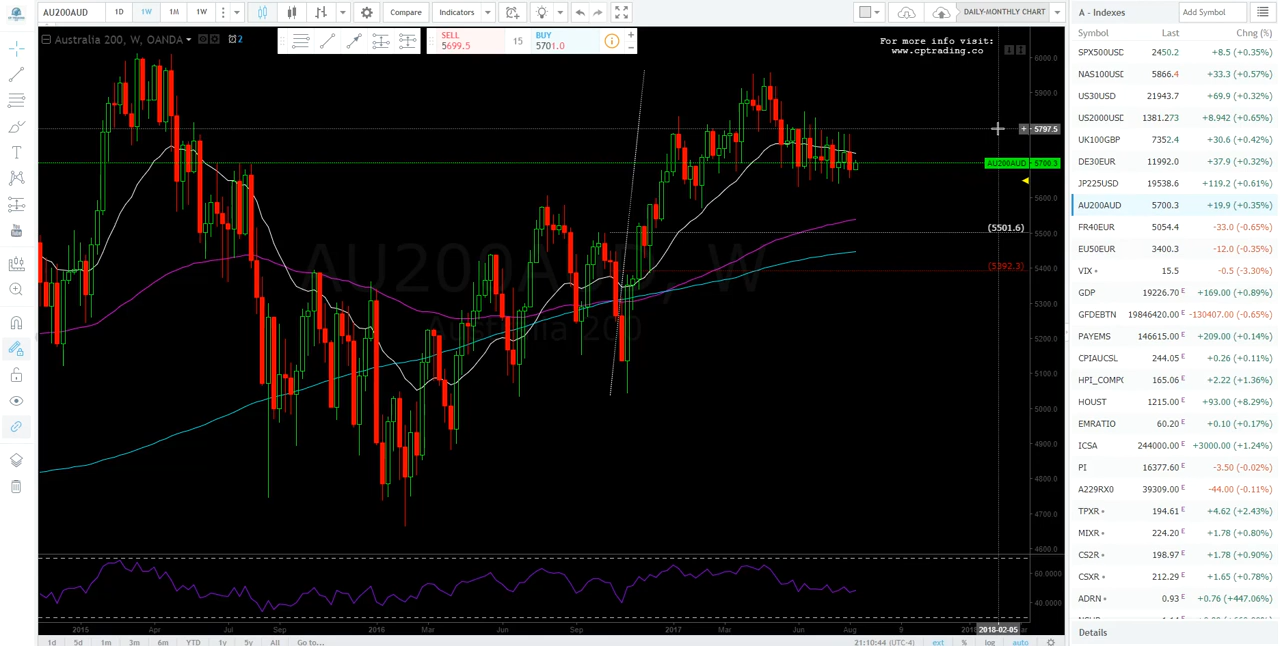 AU200AUD 1D 1W 1M 1W Compare Indicators DAILY-MONTHLY CHART A - Indexes Add Symbol
Australia 200, W, OANDA 2
SELL
5699.5
15
BUY
5701.0
For more info visit:
www.cptrading.co
Symbol Last Chng (%)
SPX500USD 2450.2 +8.5 (+0.35%)
NAS100USD 5866.4 +33.3 (+0.57%)
US30USD 21943.7 +69.9 (+0.32%)
US2000USD 1381.273 +8.942 (+0.65%)
UK100GBP 7352.4 +30.6 (+0.42%)
DE30EUR 11992.0 +37.9 (+0.32%)
JP225USD 19538.6 +119.2 (+0.61%)
AU200AUD 5700.3 +19.9 (+0.35%)
FR40EUR 5054.4 -33.0 (-0.65%)
EU50EUR 3400.3 -12.0 (-0.35%)
VIX 15.5 -0.5 (-3.30%)
GDP 19226.70 E +169.00 (+0.89%)
GFDEBTN 19846420.00 E -130407.00 (-0.65%)
PAYEMS 146615.00 E +209.00 (+0.14%)
CPIAUCSL 244.05 E +0.26 (+0.11%)
HPI_COMP( 165.06 E +2.22 (+1.36%)
HOUST 1215.00 E +93.00 (+8.29%)
EMRATIO 60.20 E +0.10 (+0.17%)
ICSA 244000.00 E +3000.00 (+1.24%)
PI 16377.60 E -3.50 (-0.02%)
A229RX0 39309.00 E -44.00 (-0.11%)
TPXR 194.61 E +4.62 (+2.43%)
MIXR 224.20 E +1.78 (+0.80%)
CS2R 198.97 E +1.78 (+0.90%)
CSXR 212.29 E +1.65 (+0.78%)
ADRN 0.93 E +0.76 (+447.06%)
Details
6000.0
5900.0
5797.5
AU200AUD 5700.3
5600.0
(5501.6) 5500.0
(5392.3) 5400.0
5300.0
5200.0
5100.0
5000.0
4900.0
4800.0
4700.0
4600.0
60.0000
40.0000
AU200AUD, W
Australia 200
2015 Apr Jul Sep 2016 Mar Jun Sep 2017 Mar Jun Aug 9 2018-02-05
1d 5d 1m 3m 6m YTD 1y 5y All Go to... 21:10:44 (UTC-4) ext % log auto